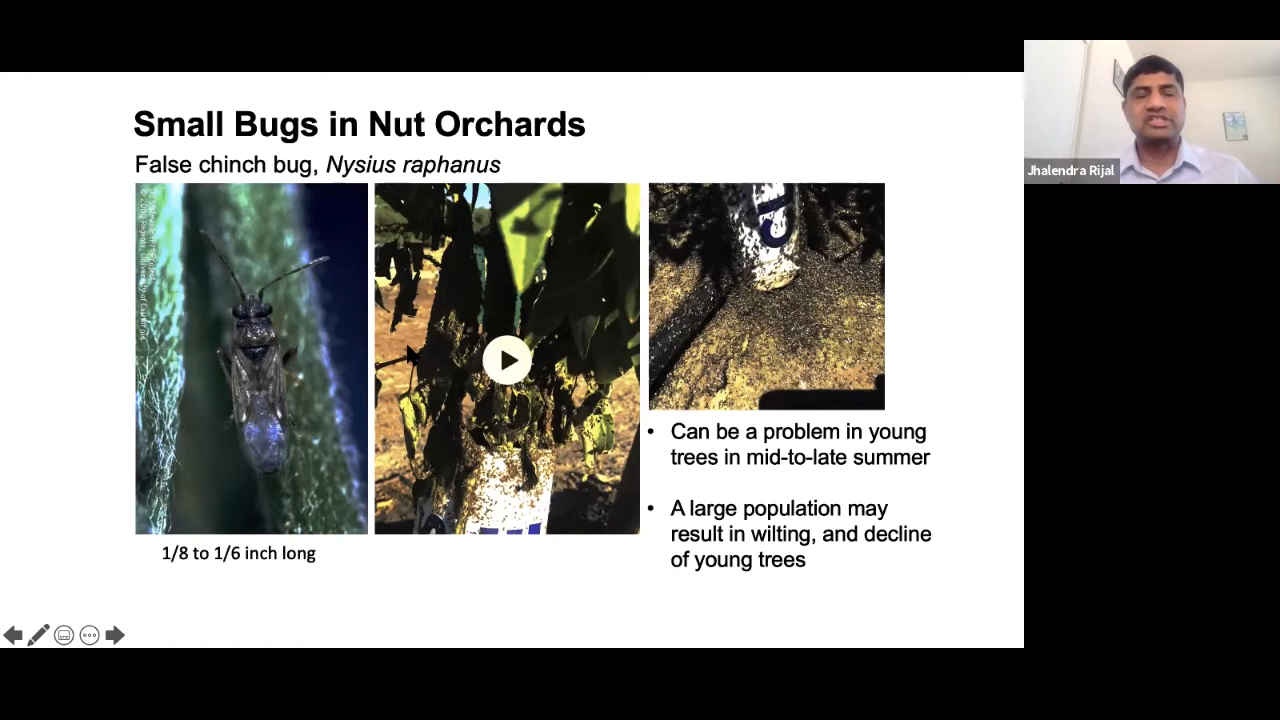 Small Bugs in Nut Orchards
False chinch bug, Nysius raphanus
Jhalendra Rijal
• Can be a problem in young
trees in mid-to-late summer
• A large population may
result in wilting, and decline
of young trees
1/8 to 1/6 inch long